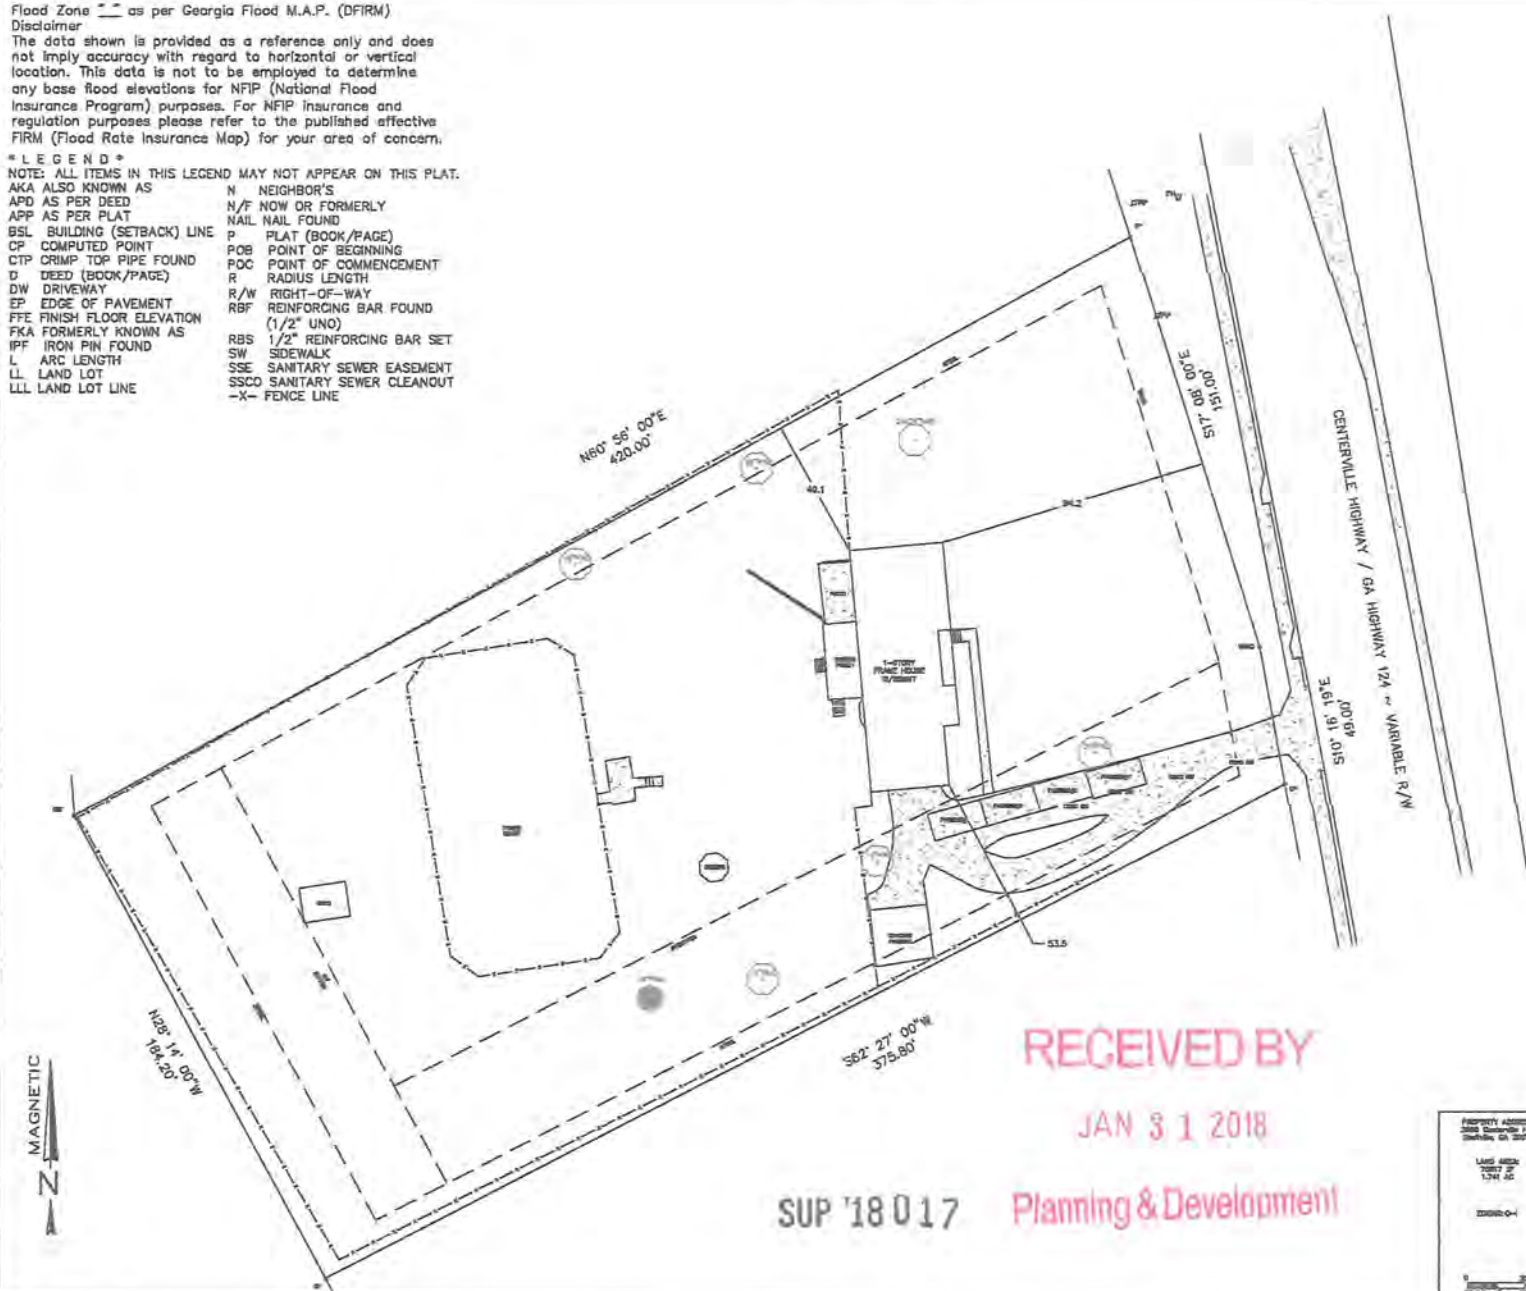 Flood Zone "_" as per Georgia Flood M.A.P. (DFIRM)
Disclaimer
The data shown is provided as a reference only and does
not imply accuracy with regard to horizontal or vertical
location. This data is not to be employed to determine
any base flood elevations for NFIP (National Flood
Insurance Program) purposes. For NFIP insurance and
regulation purposes please refer to the published effective
FIRM (Flood Rate Insurance Map) for your area of concern.
* L E G E N D *
NOTE: ALL ITEMS IN THIS LEGEND MAY NOT APPEAR ON THIS PLAT.
AKA ALSO KNOWN AS
APD AS PER DEED
APP AS PER PLAT
BSL BUILDING (SETBACK) LINE
CP COMPUTED POINT
CTP CRIMP TOP PIPE FOUND
D DEED (BOOK/PAGE)
DW DRIVEWAY
EP EDGE OF PAVEMENT
FFE FINISH FLOOR ELEVATION
FKA FORMERLY KNOWN AS
IPF IRON PIN FOUND
L ARC LENGTH
LL LAND LOT
LLL LAND LOT LINE
N NEIGHBOR'S
N/F NOW OR FORMERLY
NAIL NAIL FOUND
P PLAT (BOOK/PAGE)
POB POINT OF BEGINNING
POC POINT OF COMMENCEMENT
R RADIUS LENGTH
R/W RIGHT-OF-WAY
RBF REINFORCING BAR FOUND
(1/2" UNO)
RBS 1/2" REINFORCING BAR SET
SW SIDEWALK
SSE SANITARY SEWER EASEMENT
SSCO SANITARY SEWER CLEANOUT
-X- FENCE LINE
N60° 56' 00"E
420.00'
S17° 08' 00"E
151.00'
CENTERVILLE HIGHWAY / GA HIGHWAY 124 ~ VARIABLE R/W
S10° 16' 19"E
49.00'
40.1
94.2
1-STORY
FRAME HOUSE
53.5
S62° 27' 00"W
375.80'
N28° 14' 00"W
184.20'
MAGNETIC
N
RECEIVED BY
JAN 31 2018
Planning & Development
SUP '18 017
LAND AREA:
1.741 AC